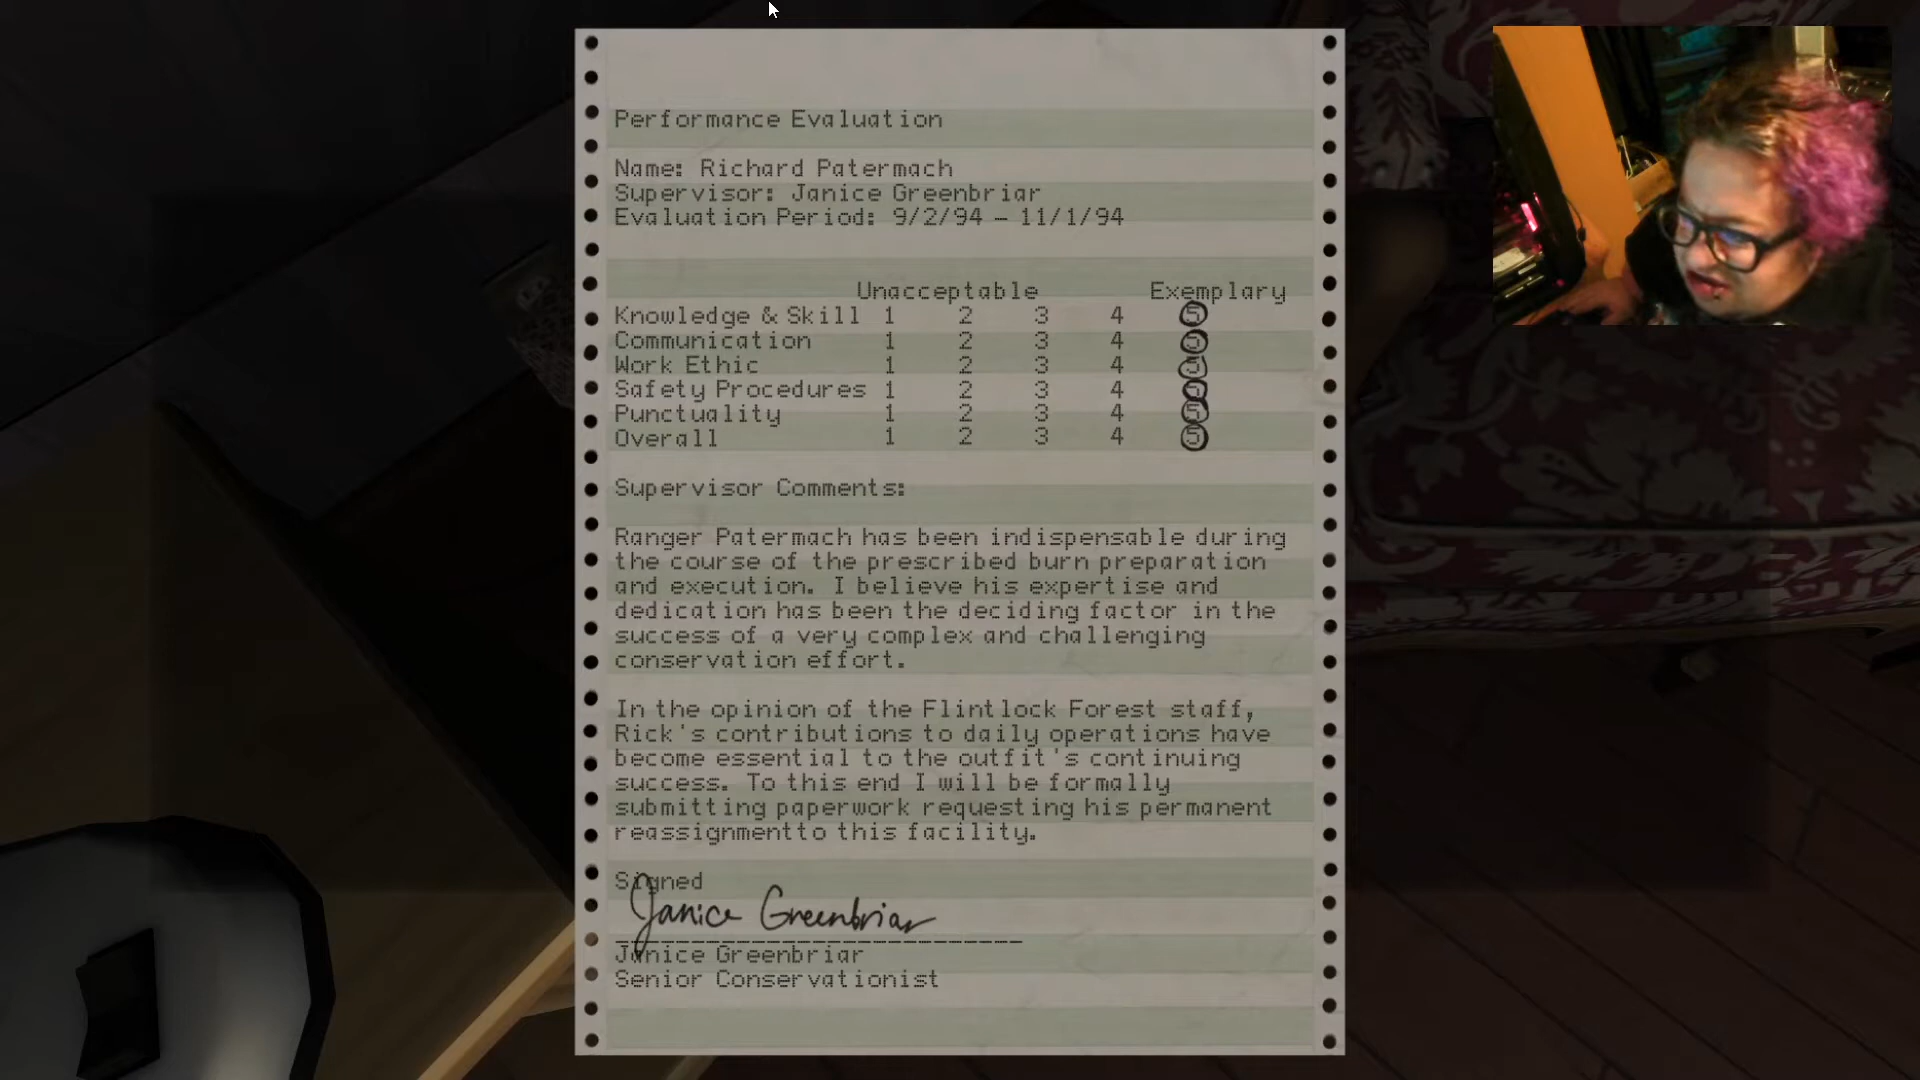 Performance Evaluation
Name: Richard Patermach
Supervisor: Janice Greenbriar
Evaluation Period: 9/2/94 - 11/1/94
Unacceptable Exemplary
Knowledge & Skill 1 2 3 4 5
Communication 1 2 3 4 5
Work Ethic 1 2 3 4 5
Safety Procedures 1 2 3 4 5
Punctuality 1 2 3 4 5
Overall 1 2 3 4 5
Supervisor Comments:
Ranger Patermach has been indispensable during
the course of the prescribed burn preparation
and execution. I believe his expertise and
dedication has been the deciding factor in the
success of a very complex and challenging
conservation effort.
In the opinion of the Flintlock Forest staff,
Rick's contributions to daily operations have
become essential to the outfit's continuing
success. To this end I will be formally
submitting paperwork requesting his permanent
reassignmentto this facility.
Signed
Janice Greenbriar
Janice Greenbriar
Senior Conservationist